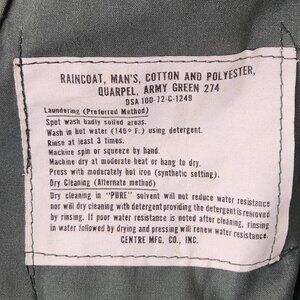 RAINCOAT, MAN'S, COTTON AND POLYESTER,
QUARPEL, ARMY GREEN 274
DSA 100-72-C-1249
Laundering (Preferred Method)
Spot wash badly soiled areas.
Wash in hot water (140° F.) using detergent.
Rinse at least 3 times.
Machine spin or squeeze by hand.
Machine dry at moderate heat or hang to dry.
Press with moderately hot iron (synthetic setting).
Dry Cleaning (Alternate method)
Dry cleaning in "PURE" solvent will not reduce water resistance
nor will dry cleaning with detergent providing the detergent is removed
by rinsing. If poor water resistance is noted after cleaning, rinsing
in water followed by drying and pressing will renew water resistance.
CENTRE MFG. CO., INC.